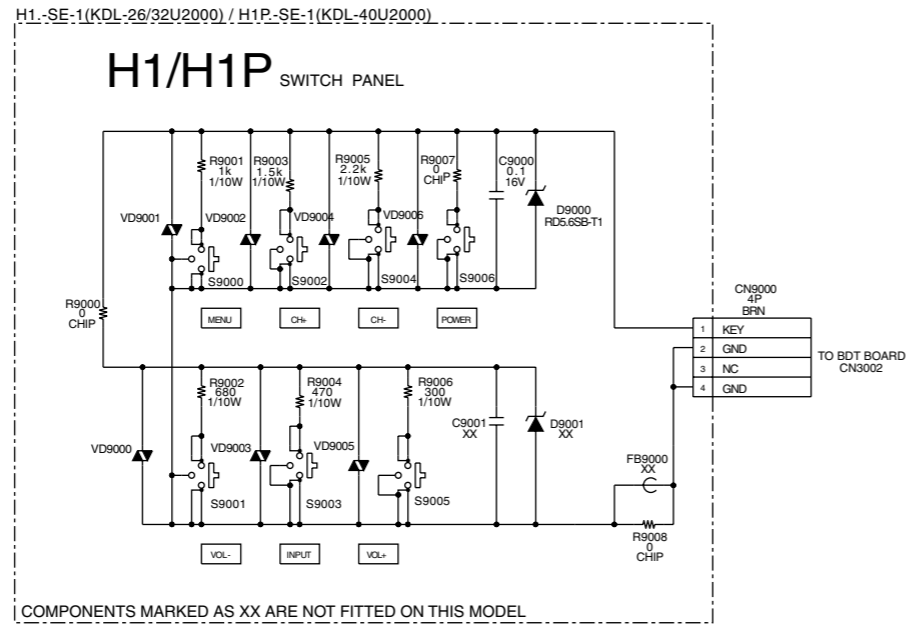 H1.-SE-1(KDL-26/32U2000) / H1P.-SE-1(KDL-40U2000)
H1/H1P SWITCH PANEL
R9001
1k
1/10W
R9003
1.5k
1/10W
R9005
2.2k
1/10W
R9007
0
CHIP
C9000
0.1
16V
D9000
RD5.6SB-T1
VD9001
VD9002
VD9004
VD9006
S9000
S9002
S9004
S9006
R9000
0
CHIP
MENU
CH+
CH-
POWER
CN9000
4P
BRN
1 KEY
2 GND
3 NC
4 GND
TO BDT BOARD
CN3002
R9002
680
1/10W
R9004
470
1/10W
R9006
300
1/10W
C9001
XX
D9001
XX
VD9000
VD9003
VD9005
S9001
S9003
S9005
FB9000
XX
R9008
0
CHIP
VOL-
INPUT
VOL+
COMPONENTS MARKED AS XX ARE NOT FITTED ON THIS MODEL